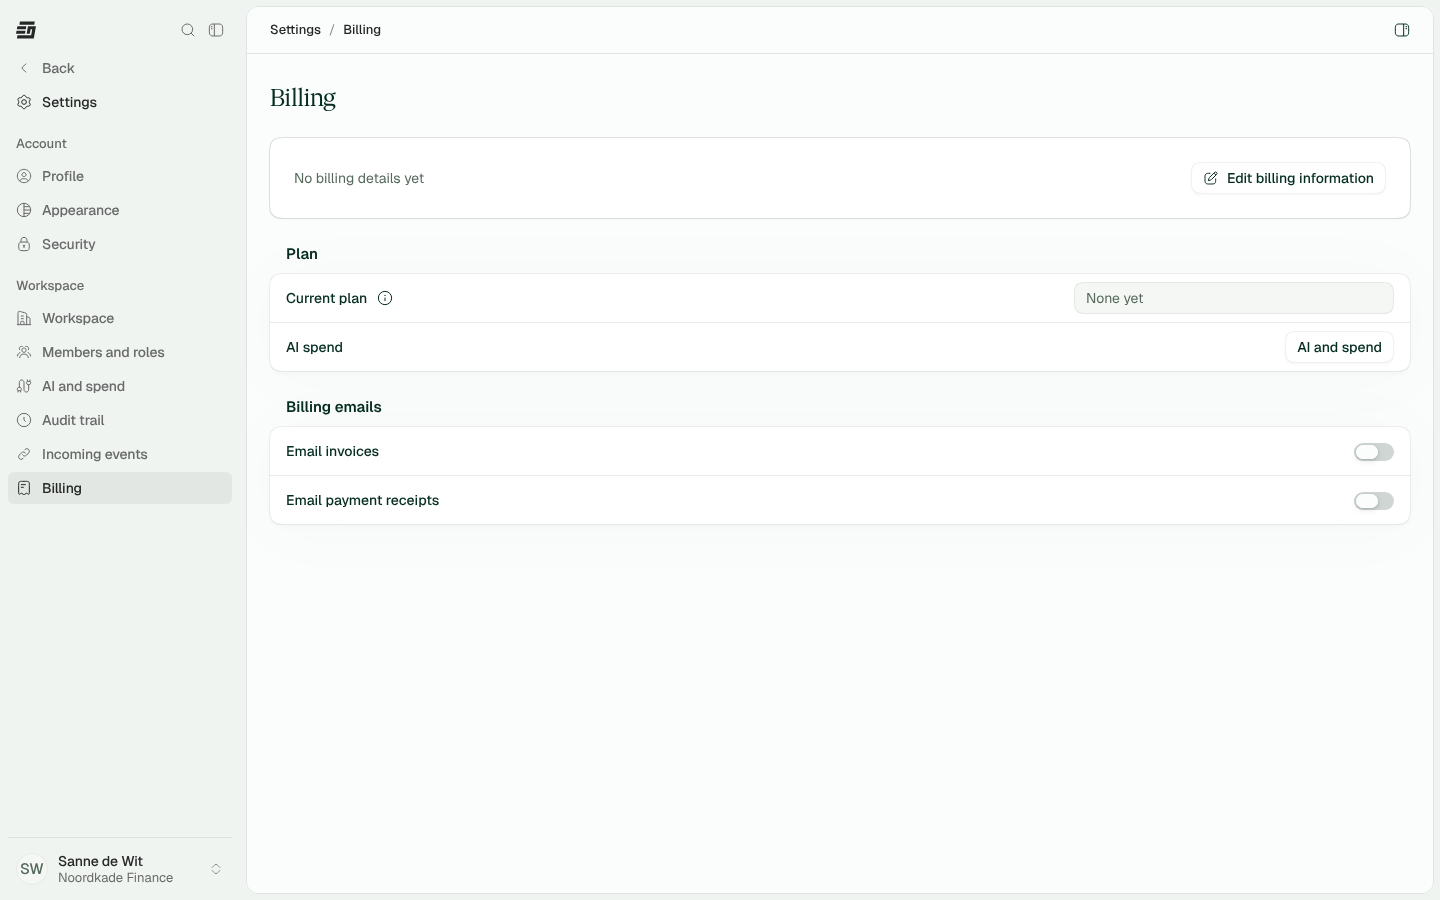 Back
Settings
Account
Profile
Appearance
Security
Workspace
Workspace
Members and roles
AI and spend
Audit trail
Incoming events
Billing
SW
Sanne de Wit
Noordkade Finance
Settings / Billing
Billing
No billing details yet
Edit billing information
Plan
Current plan
None yet
AI spend
AI and spend
Billing emails
Email invoices
Email payment receipts